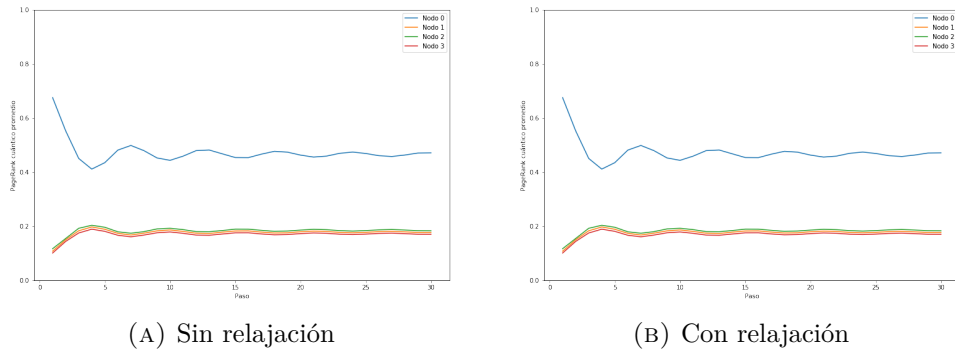 1.0
0.8
0.6
0.4
0.2
0.0
PageRank cuántico promedio
0 5 10 15 20 25 30
Paso
Nodo 0
Nodo 1
Nodo 2
Nodo 3
(A) Sin relajación
1.0
0.8
0.6
0.4
0.2
0.0
PageRank cuántico promedio
0 5 10 15 20 25 30
Paso
Nodo 0
Nodo 1
Nodo 2
Nodo 3
(B) Con relajación